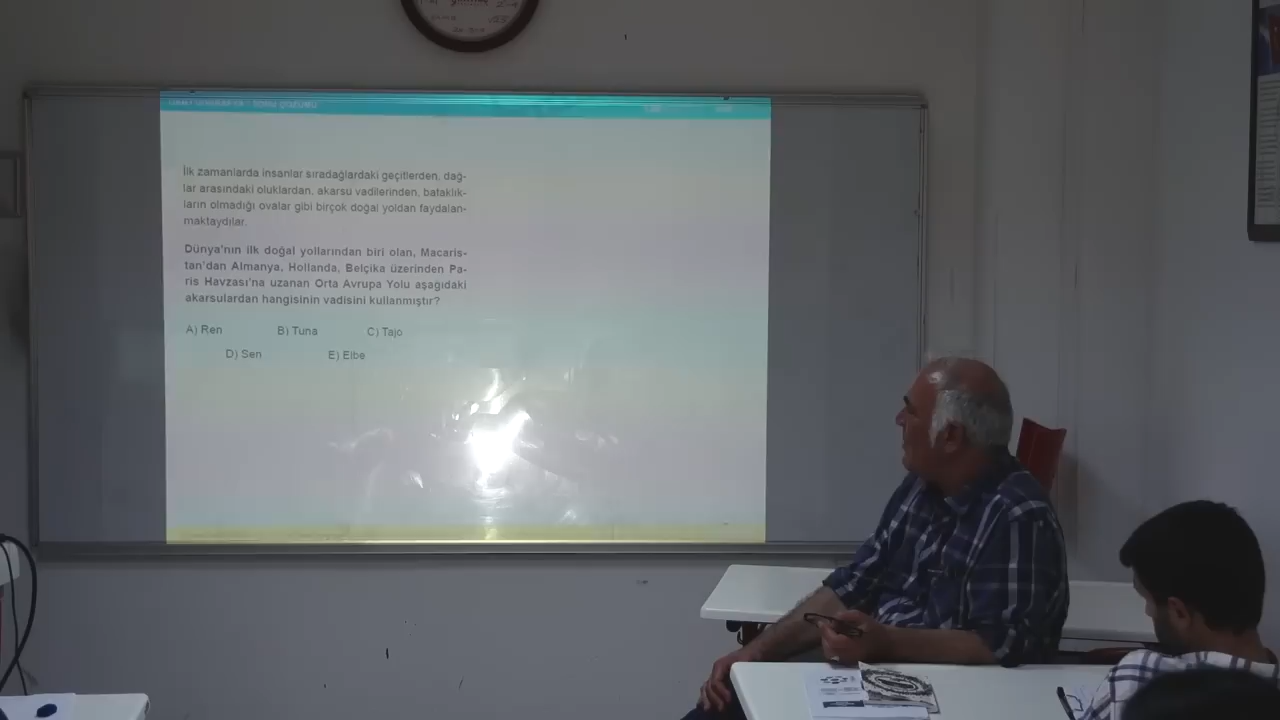 İlk zamanlarda insanlar sıradağlardaki geçitlerden, dağ-
lar arasındaki oluklardan, akarsu vadilerinden, bataklık-
ların olmadığı ovalar gibi birçok doğal yoldan faydalan-
maktaydılar.
Dünya'nın ilk doğal yollarından biri olan, Macaris-
tan'dan Almanya, Hollanda, Belçika üzerinden Pa-
ris Havzası'na uzanan Orta Avrupa Yolu aşağıdaki
akarsulardan hangisinin vadisini kullanmıştır?
A) Ren B) Tuna C) Tajo
D) Sen E) Elbe